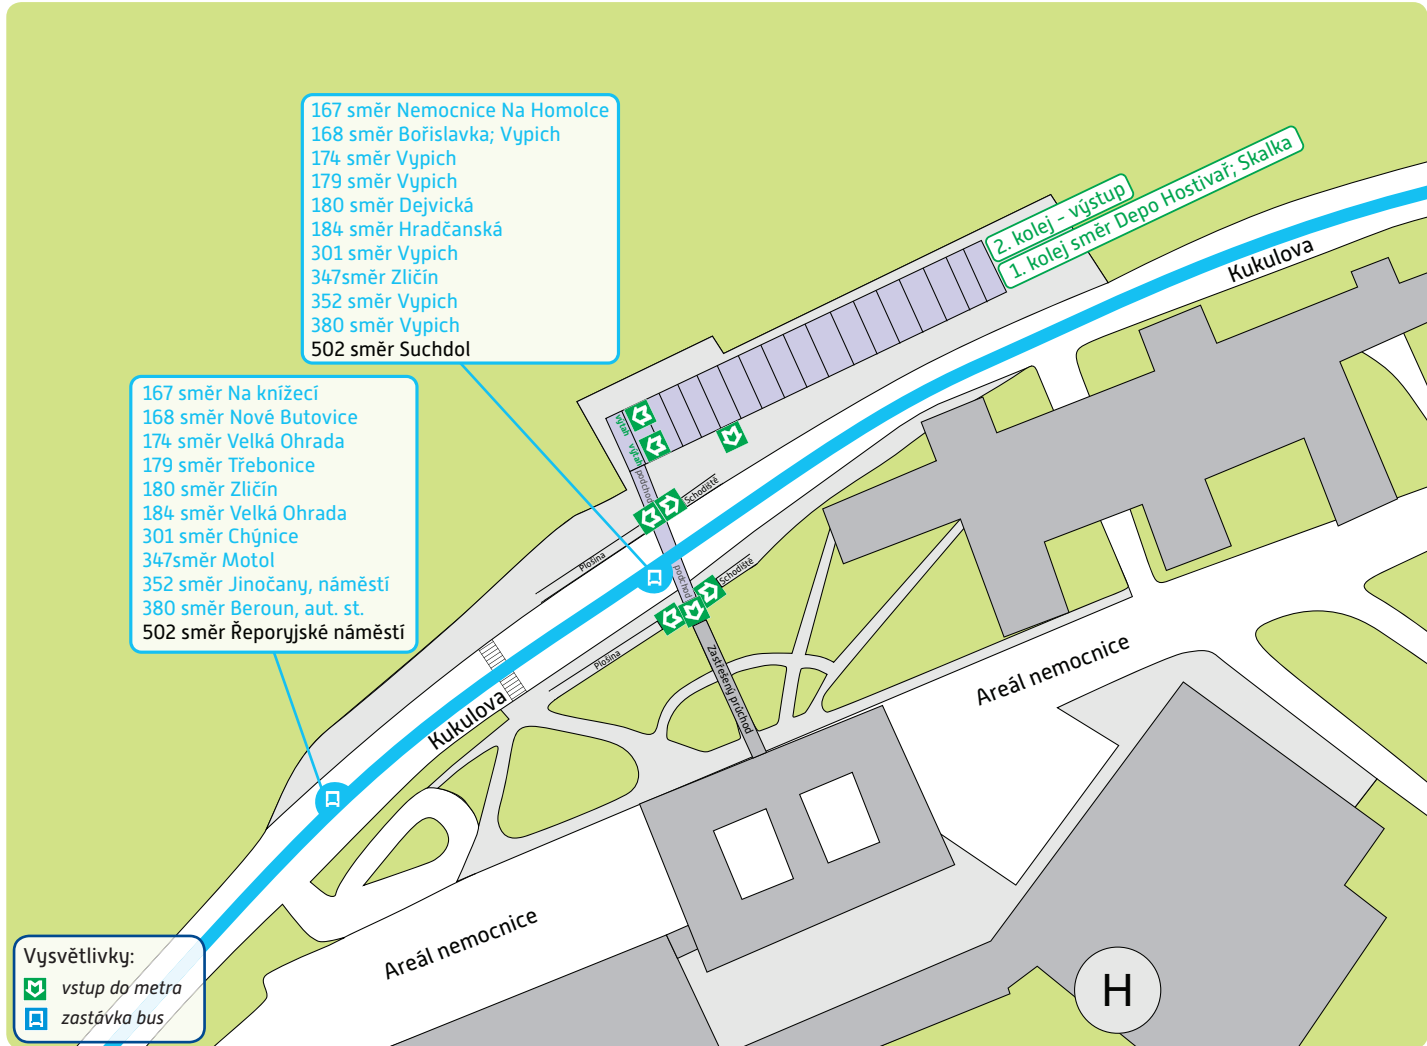 167 směr Nemocnice Na Homolce
168 směr Bořislavka; Vypich
174 směr Vypich
179 směr Vypich
180 směr Dejvická
184 směr Hradčanská
301 směr Vypich
347směr Zličín
352 směr Vypich
380 směr Vypich
502 směr Suchdol
2. kolej - výstup
1. kolej směr Depo Hostivař; Skalka
Kukulova
167 směr Na knížecí
168 směr Nové Butovice
174 směr Velká Ohrada
179 směr Třebonice
180 směr Zličín
184 směr Velká Ohrada
301 směr Chýnice
347směr Motol
352 směr Jinočany, náměstí
380 směr Beroun, aut. st.
502 směr Řeporyjské náměstí
výtah
výtah
podchod
Schodiště
Plošina
podchod
Schodiště
Plošina
Zastřešený průchod
Kukulova
Areál nemocnice
Areál nemocnice
H
Vysvětlivky:
vstup do metra
zastávka bus